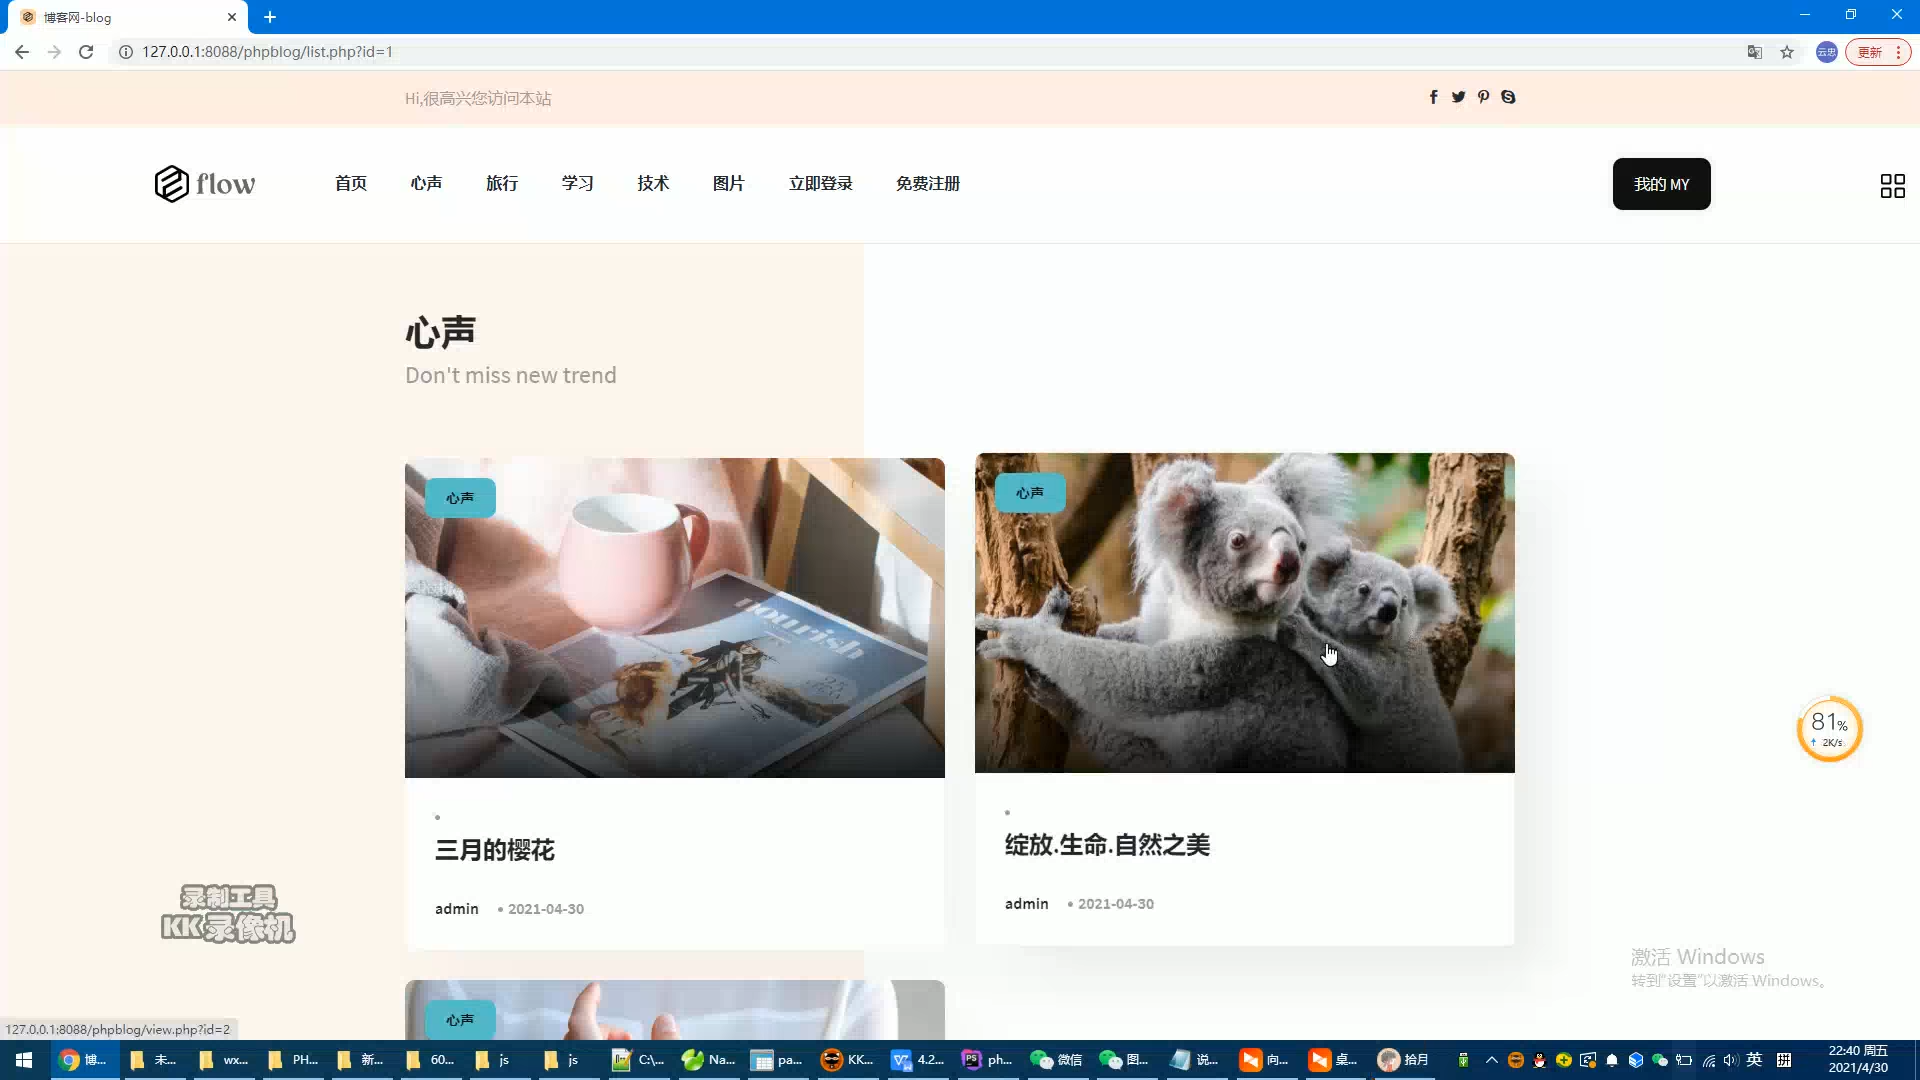 博客网-blog
127.0.0.1:8088/phpblog/list.php?id=1
云忠
更新
Hi,很高兴您访问本站
flow
首页 心声 旅行 学习 技术 图片 立即登录 免费注册
我的 MY
心声
Don't miss new trend
心声
心声
nourish
81%
2K/s
三月的樱花
绽放.生命.自然之美
admin • 2021-04-30
admin • 2021-04-30
录制工具
KK录像机
激活 Windows
转到"设置"以激活 Windows。
心声
127.0.0.1:8088/phpblog/view.php?id=2
博... 未... wx... PH... 新... 60... js js C:\... Na... pa... KK... 4.2... ph... 微信 图... 说... 向... 桌... 拾月 英 拼
22:40 周五
2021/4/30